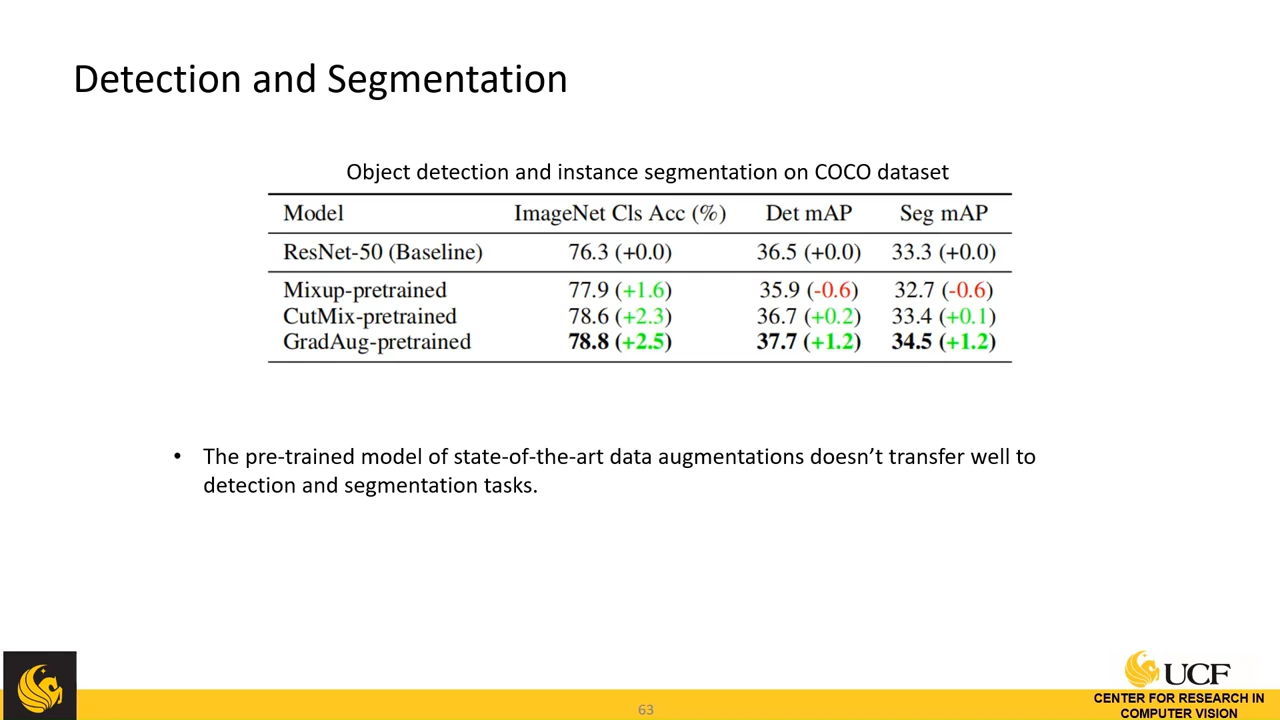 Detection and Segmentation
Object detection and instance segmentation on COCO dataset
Model ImageNet Cls Acc (%) Det mAP Seg mAP
ResNet-50 (Baseline) 76.3 (+0.0) 36.5 (+0.0) 33.3 (+0.0)
Mixup-pretrained 77.9 (+1.6) 35.9 (-0.6) 32.7 (-0.6)
CutMix-pretrained 78.6 (+2.3) 36.7 (+0.2) 33.4 (+0.1)
GradAug-pretrained 78.8 (+2.5) 37.7 (+1.2) 34.5 (+1.2)
• The pre-trained model of state-of-the-art data augmentations doesn’t transfer well to
detection and segmentation tasks.
UCF
CENTER FOR RESEARCH IN
COMPUTER VISION
63